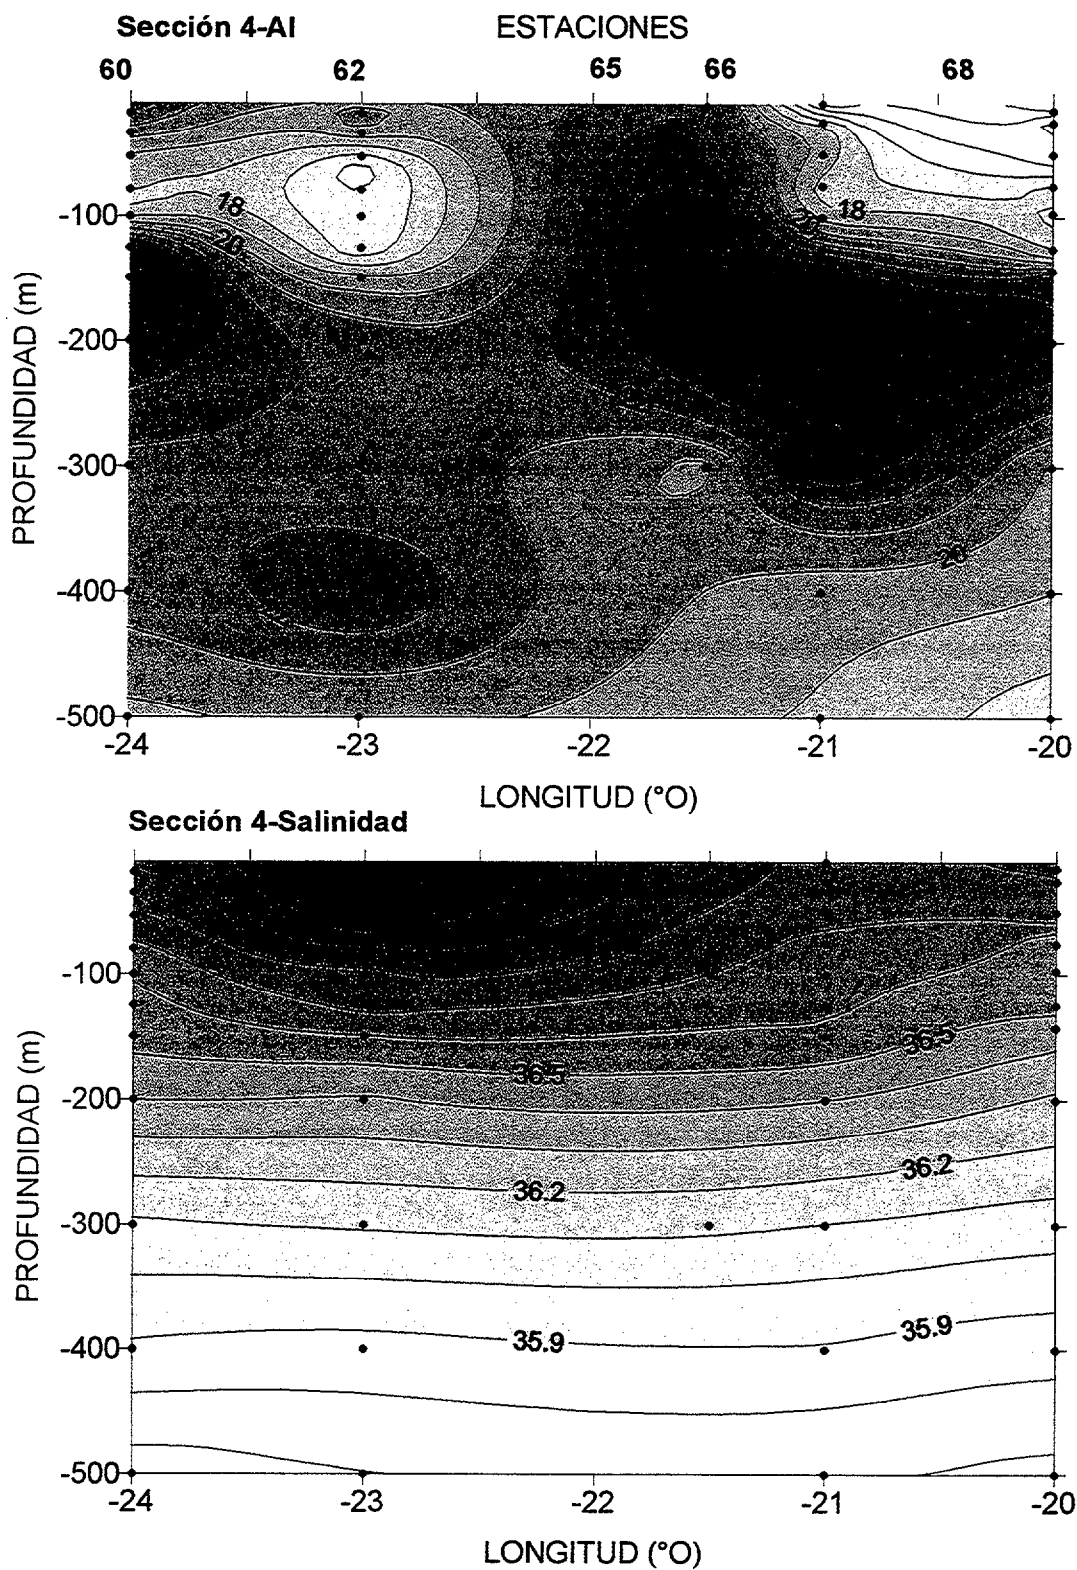 Sección 4-Al ESTACIONES
60 62 65 66 68
18
20
20
18
-100
-200
-300
20
-400
-500
-24 -23 -22 -21 -20
PROFUNDIDAD (m)
LONGITUD (°O)
Sección 4-Salinidad
-100
36.5
36.5
-200
36.2
36.2
-300
35.9
35.9
-400
-500
-24 -23 -22 -21 -20
PROFUNDIDAD (m)
LONGITUD (°O)